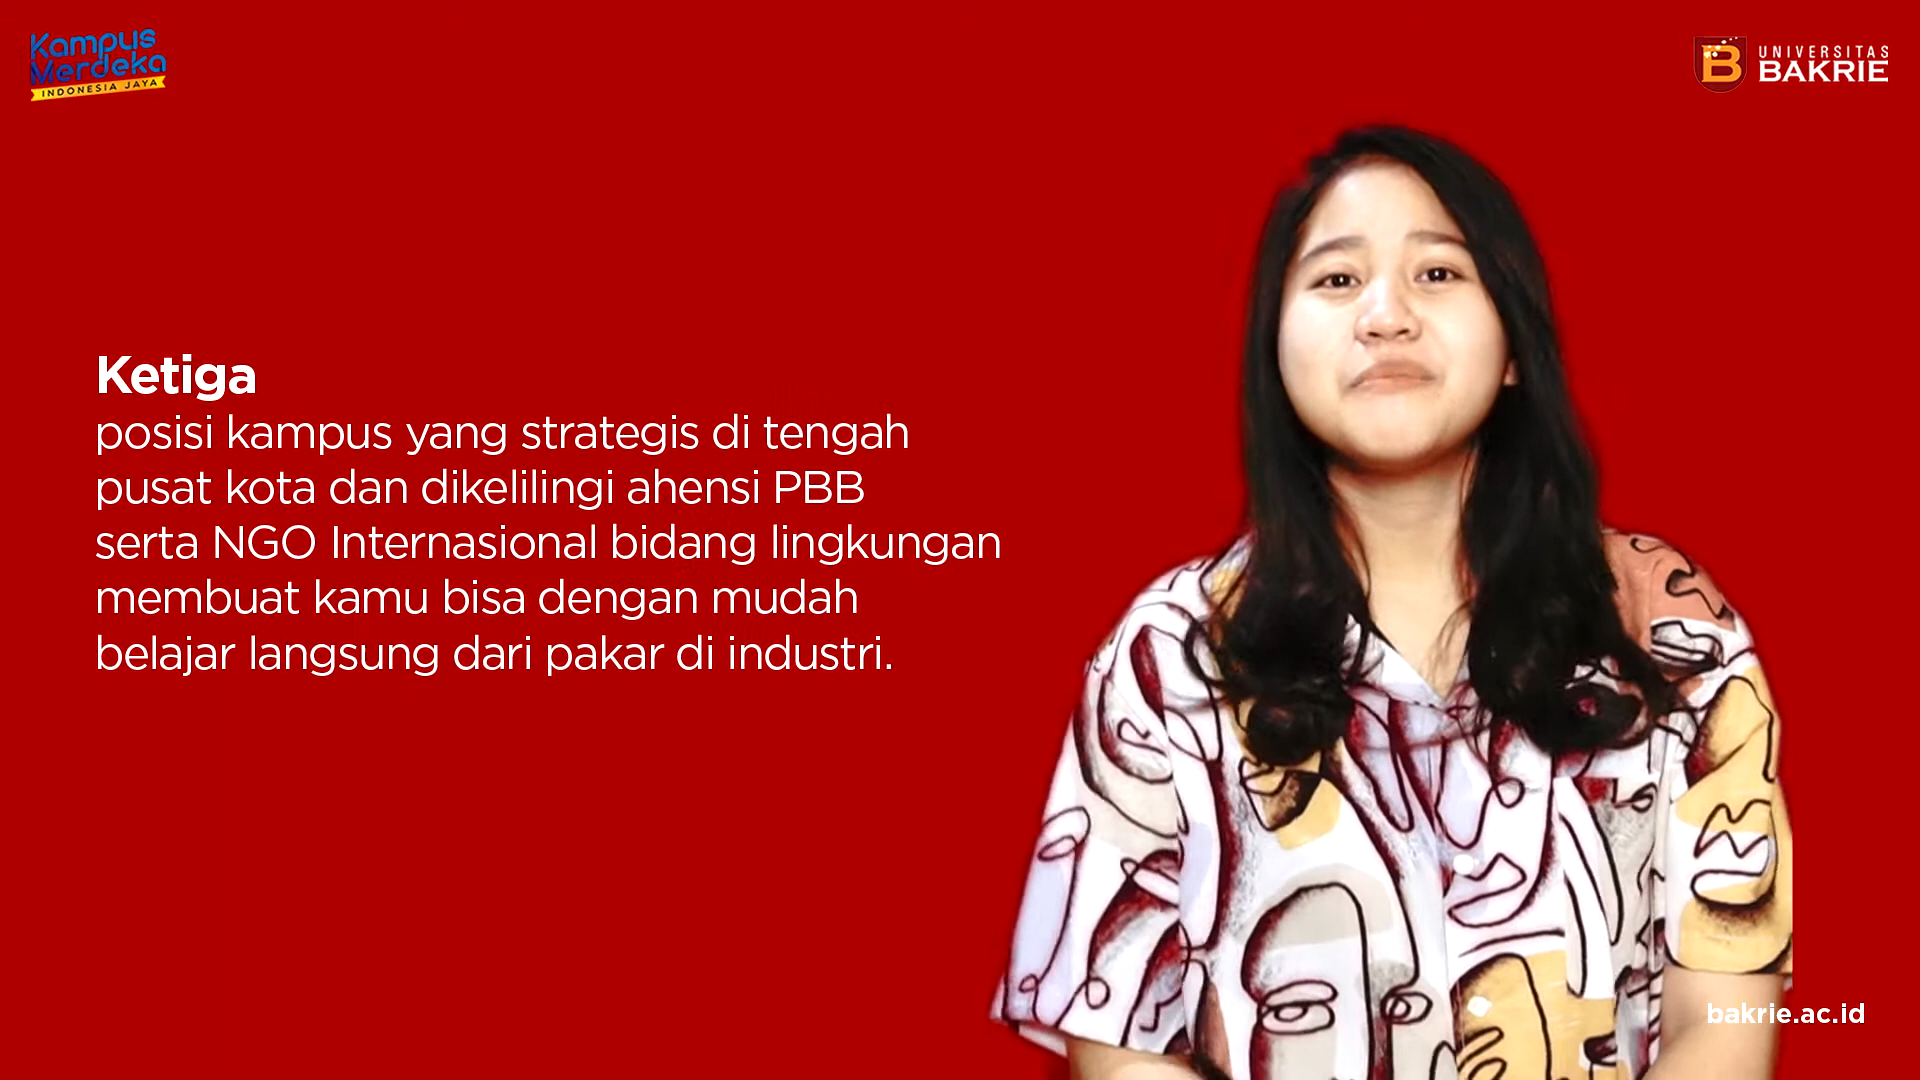 Kampus
Merdeka
INDONESIA JAYA
UNIVERSITAS
BAKRIE
Ketiga
posisi kampus yang strategis di tengah
pusat kota dan dikelilingi ahensi PBB
serta NGO Internasional bidang lingkungan
membuat kamu bisa dengan mudah
belajar langsung dari pakar di industri.
bakrie.ac.id